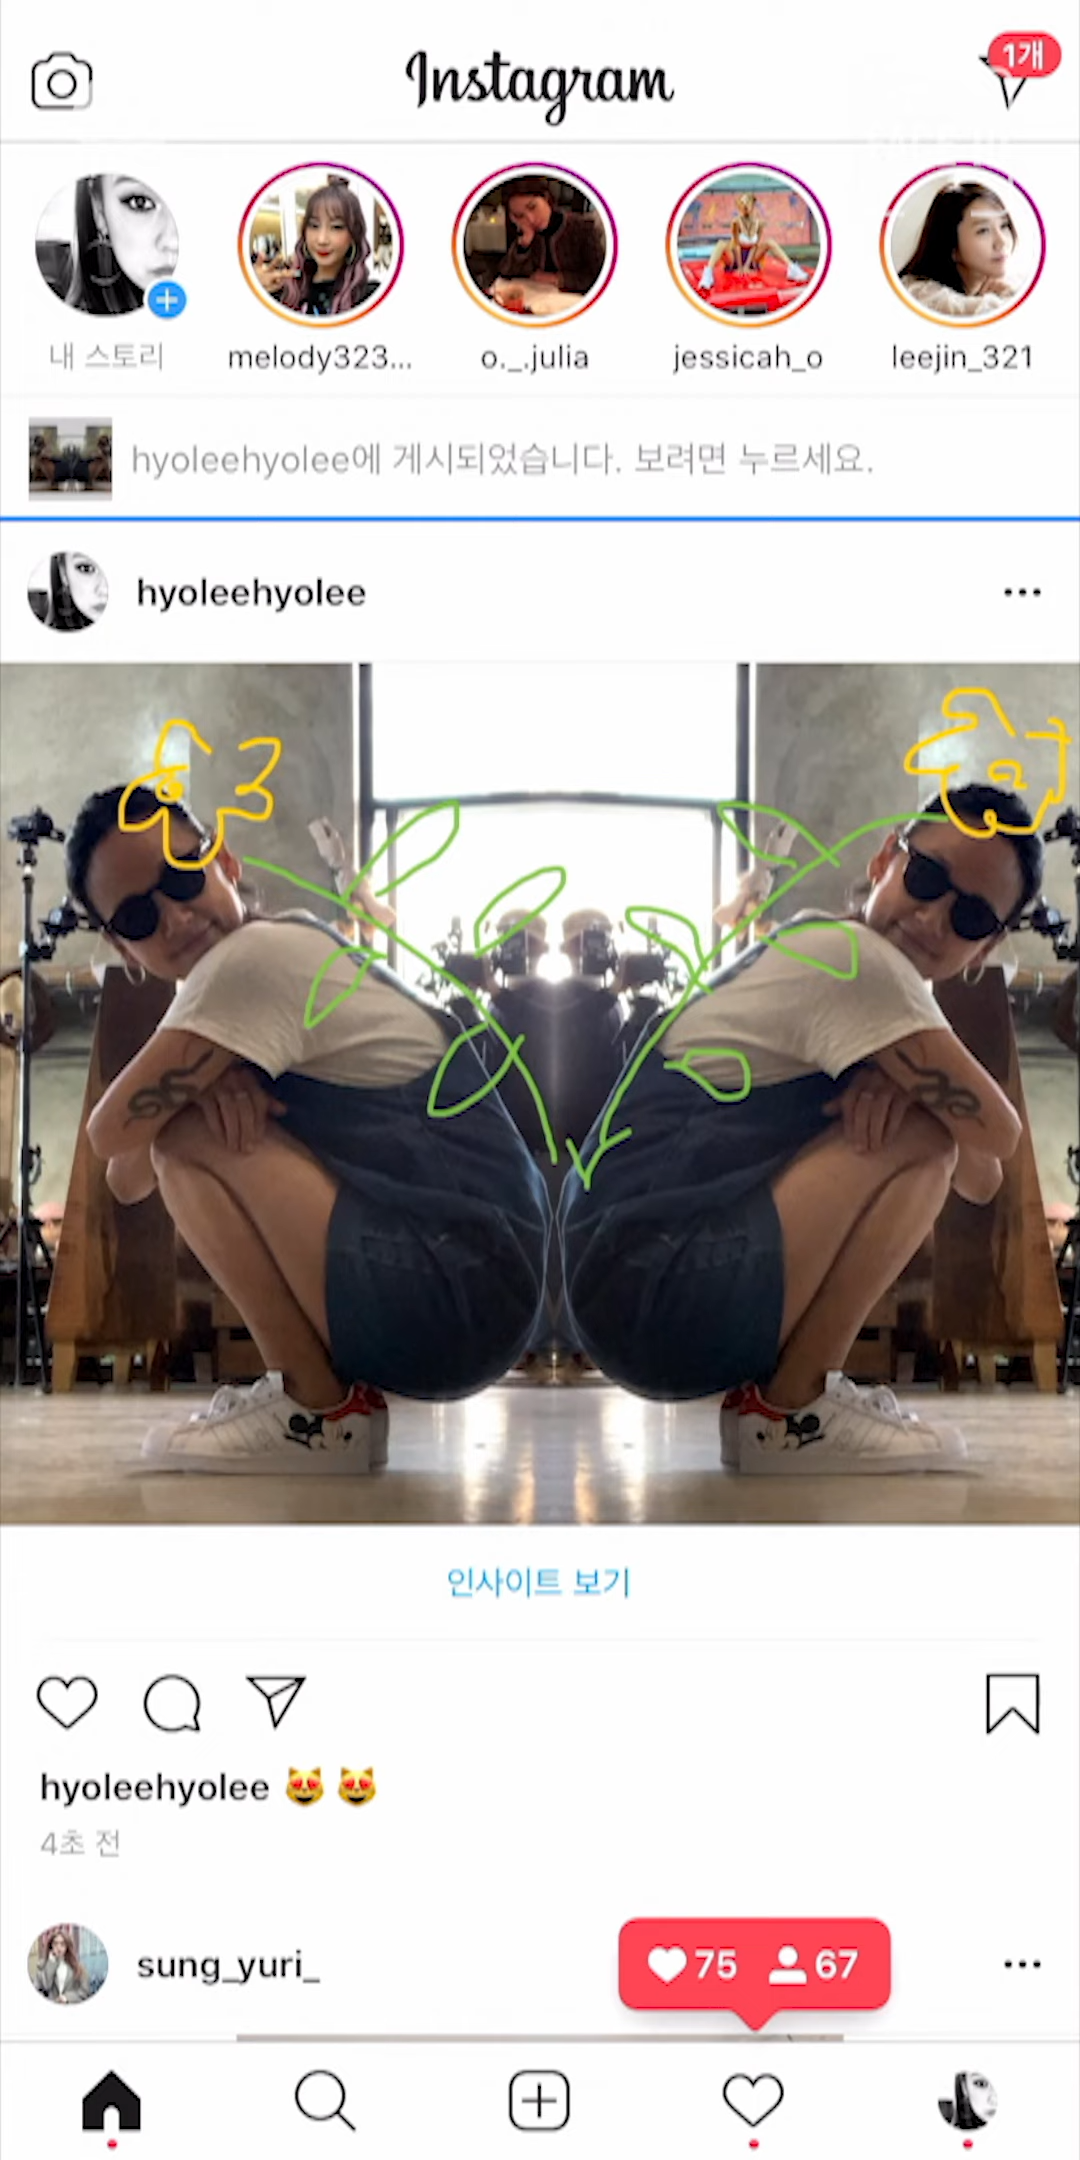 Instagram
1개
내 스토리
melody323...
o._.julia
jessicah_o
leejin_321
hyoleehyolee에 게시되었습니다. 보려면 누르세요.
hyoleehyolee
인사이트 보기
hyoleehyolee 😻 😻
4초 전
sung_yuri_
75 67